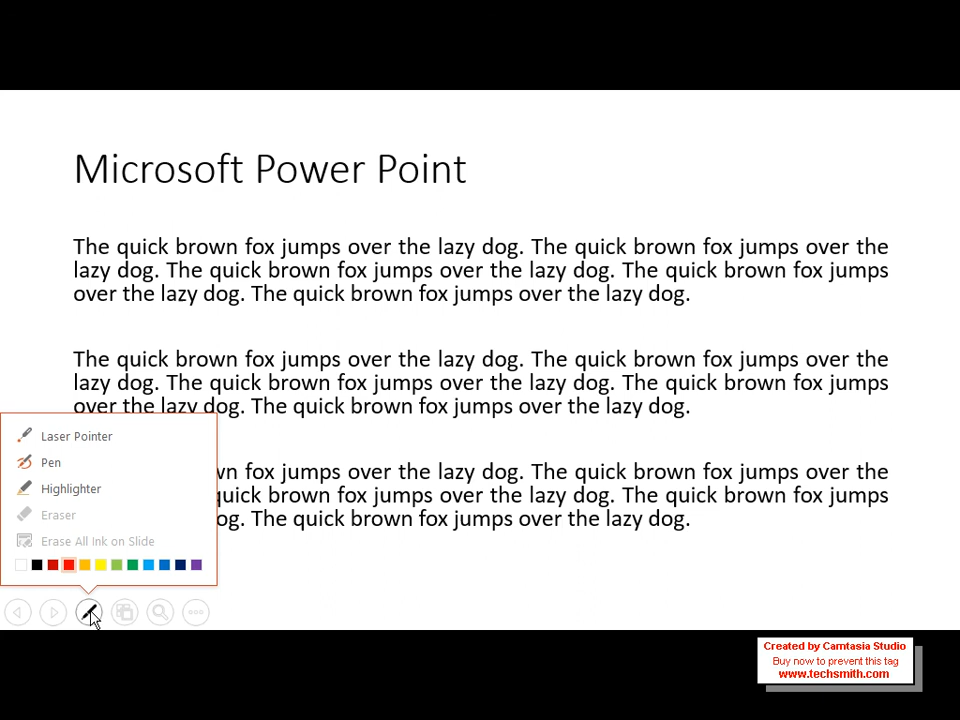 Microsoft Power Point
The quick brown fox jumps over the lazy dog. The quick brown fox jumps over the
lazy dog. The quick brown fox jumps over the lazy dog. The quick brown fox jumps
over the lazy dog. The quick brown fox jumps over the lazy dog.
The quick brown fox jumps over the lazy dog. The quick brown fox jumps over the
lazy dog. The quick brown fox jumps over the lazy dog. The quick brown fox jumps
over the lazy dog. The quick brown fox jumps over the lazy dog.
wn fox jumps over the lazy dog. The quick brown fox jumps over the
quick brown fox jumps over the lazy dog. The quick brown fox jumps
og. The quick brown fox jumps over the lazy dog.
Laser Pointer
Pen
Highlighter
Eraser
Erase All Ink on Slide
Created by Camtasia Studio
Buy now to prevent this tag
www.techsmith.com